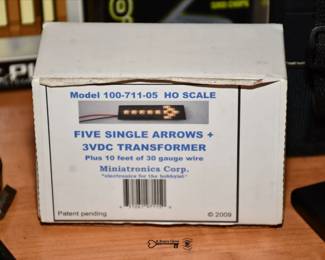 Model 100-711-05 HO SCALE
FIVE SINGLE ARROWS +
3VDC TRANSFORMER
Plus 10 feet of 30 gauge wire
Miniatronics Corp.
"electronics for the hobbyist"
Patent pending
© 2009